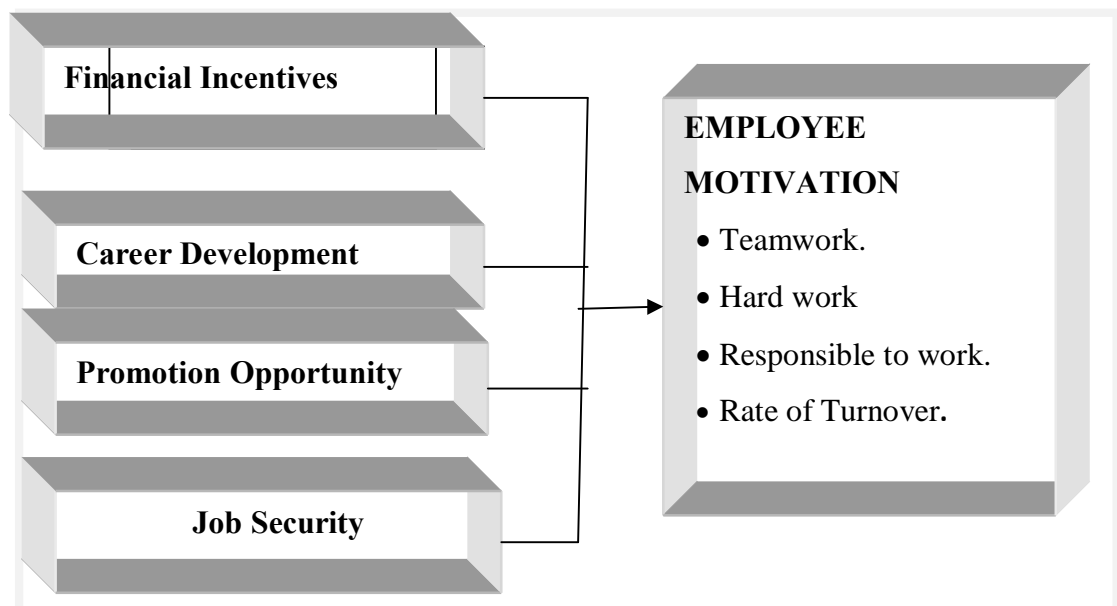 Financial Incentives
Career Development
Promotion Opportunity
Job Security
EMPLOYEE
MOTIVATION
• Teamwork.
• Hard work
• Responsible to work.
• Rate of Turnover.